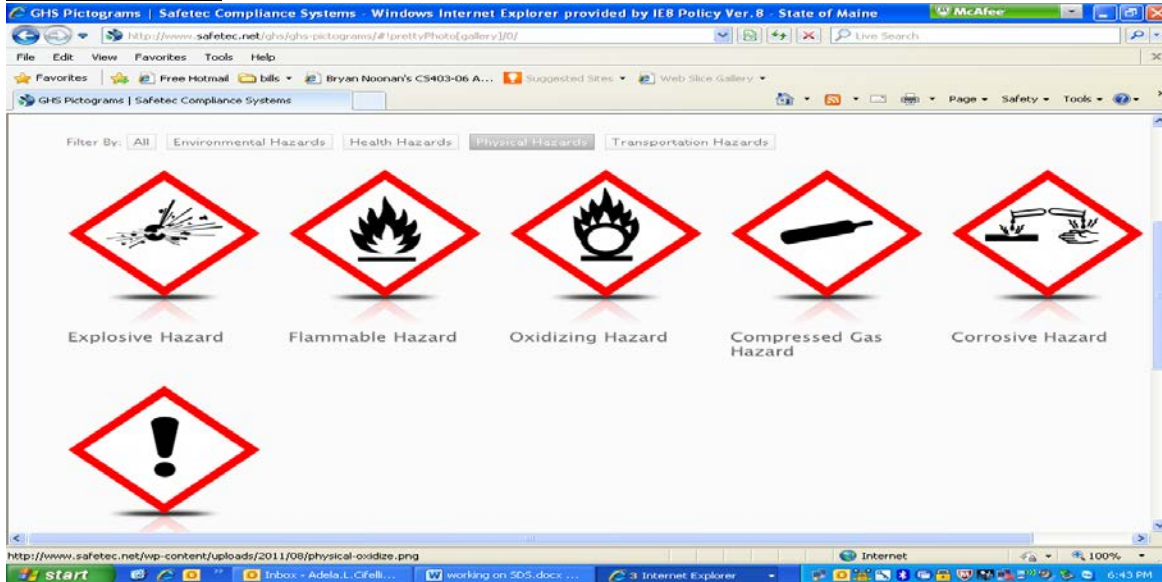 GHS Pictograms | Safetec Compliance Systems - Windows Internet Explorer provided by IE8 Policy Ver.8 - State of Maine
McAfee
http://www.safetec.net/ghs/ghs-pictograms/#!prettyPhoto[gallery]/0/
Live Search
File Edit View Favorites Tools Help
Favorites Free Hotmail bills Bryan Noonan's CS403-06 A... Suggested Sites Web Slice Gallery
GHS Pictograms | Safetec Compliance Systems
Page Safety Tools
Filter By: All Environmental Hazards Health Hazards Physical Hazards Transportation Hazards
Explosive Hazard Flammable Hazard Oxidizing Hazard Compressed Gas Corrosive Hazard
Hazard
http://www.safetec.net/wp-content/uploads/2011/08/physical-oxidize.png
Internet
100%
start
Inbox - Adela.L.Cifelli...
working on SDS.docx ...
3 Internet Explorer
6:43 PM